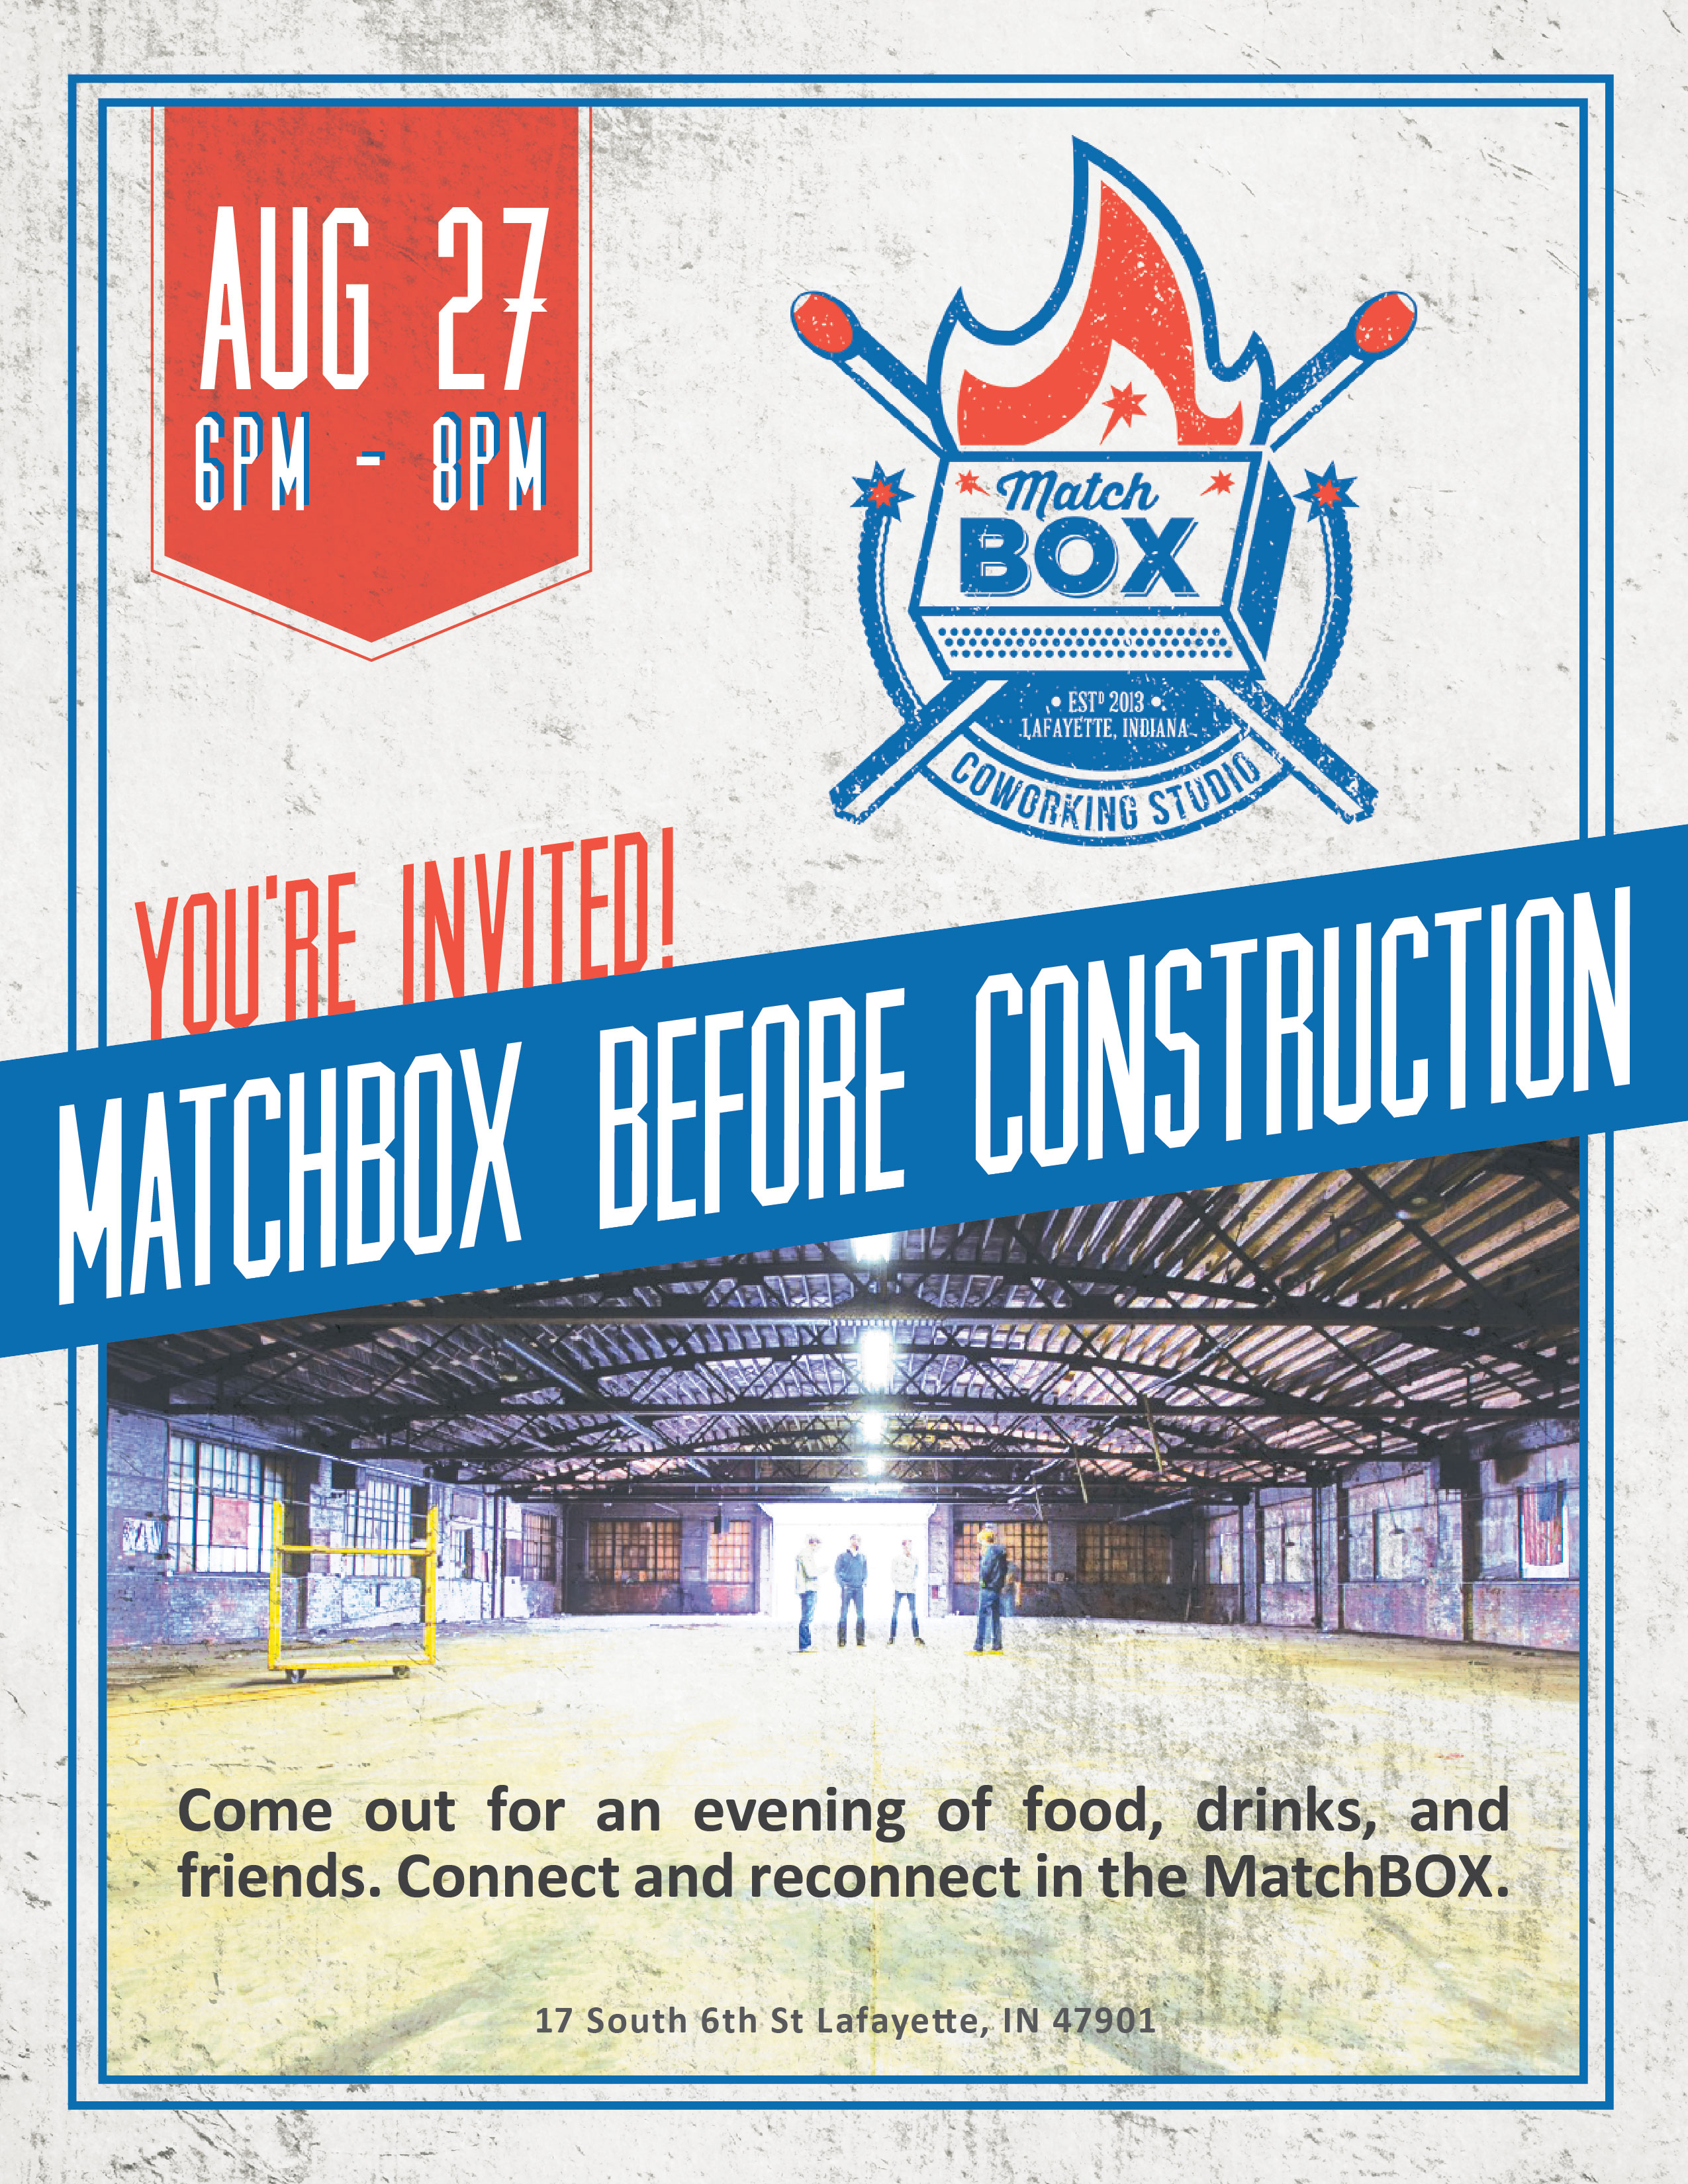 AUG 27
6PM - 8PM
Match
BOX
• ESTD 2013 •
LAFAYETTE, INDIANA
COWORKING STUDIO
YOU'RE INVITED!
MATCHBOX BEFORE CONSTRUCTION
Come out for an evening of food, drinks, and
friends. Connect and reconnect in the MatchBOX.
17 South 6th St Lafayette, IN 47901